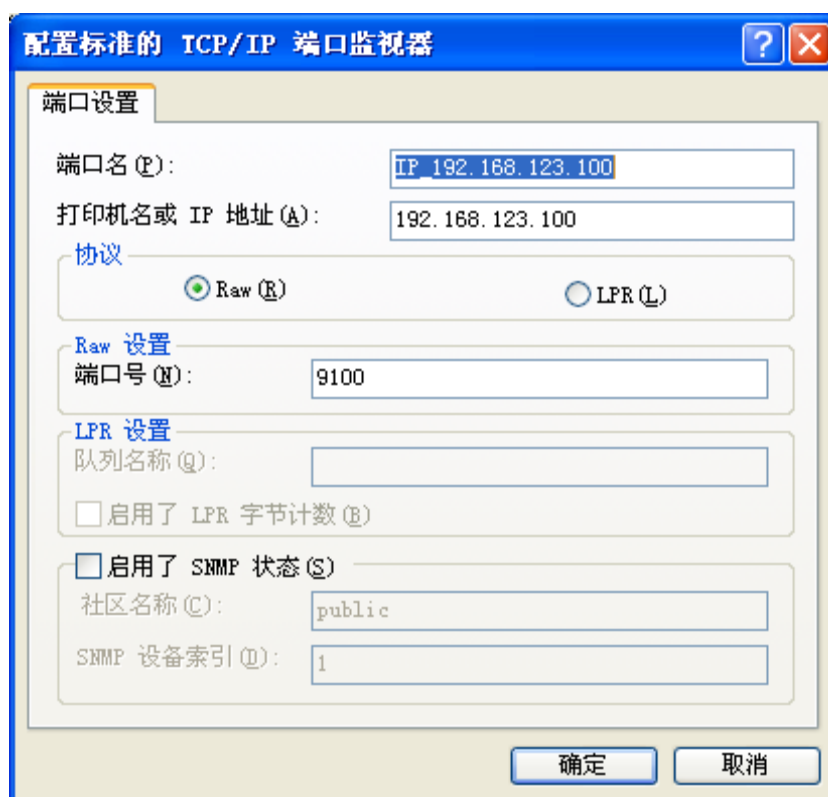 配置标准的 TCP/IP 端口监视器
端口设置
端口名(P): IP_192.168.123.100
打印机名或 IP 地址(A): 192.168.123.100
协议
Raw(R) LPR(L)
Raw 设置
端口号(N): 9100
LPR 设置
队列名称(Q):
启用了 LPR 字节计数(B)
启用了 SNMP 状态(S)
社区名称(C): public
SNMP 设备索引(D): 1
确定 取消